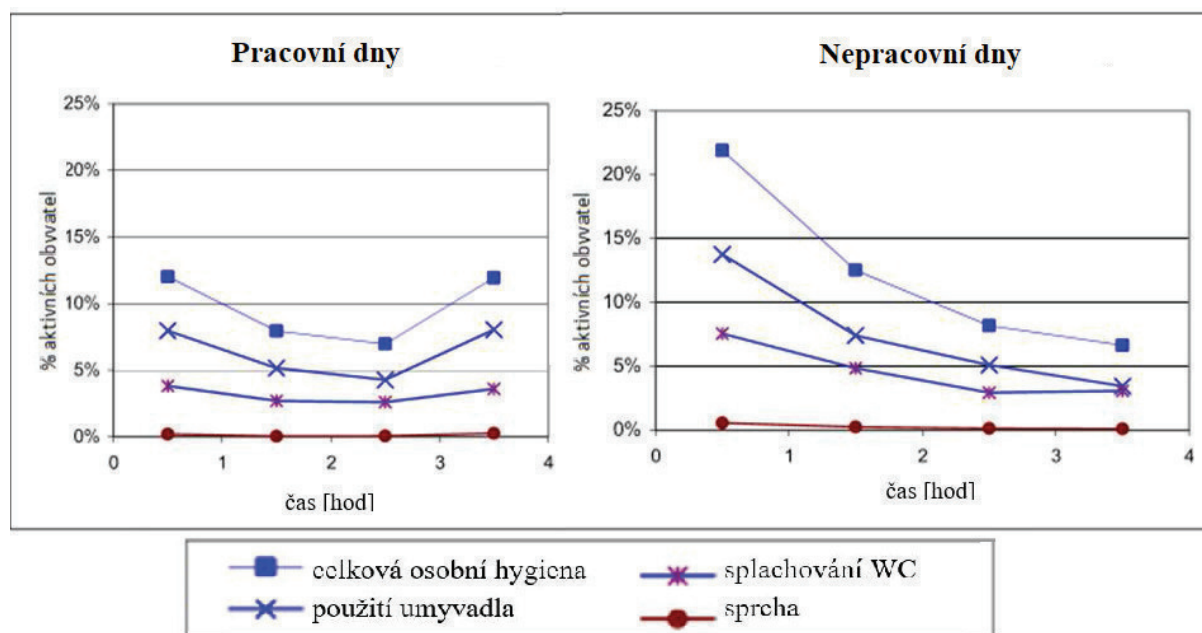 Pracovní dny
25%
20%
15%
10%
5%
0%
% aktivních obyvatel
0 1 2 3 4
čas [hod]
Nepracovní dny
25%
20%
15%
10%
5%
0%
% aktivních obyvatel
0 1 2 3 4
čas [hod]
celková osobní hygiena
použití umyvadla
splachování WC
sprcha